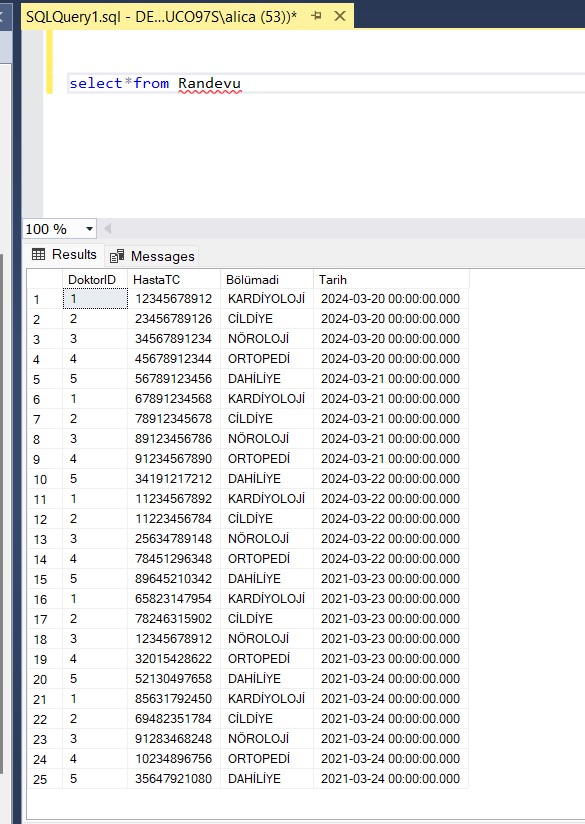 SQLQuery1.sql - DE...UCO97S\alica (53))*
select*from Randevu
100 %
Results Messages
DoktorID HastaTC Bölümadi Tarih
1 1 12345678912 KARDİYOLOJİ 2024-03-20 00:00:00.000
2 2 23456789126 CİLDİYE 2024-03-20 00:00:00.000
3 3 34567891234 NÖROLOJİ 2024-03-20 00:00:00.000
4 4 45678912344 ORTOPEDİ 2024-03-20 00:00:00.000
5 5 56789123456 DAHİLİYE 2024-03-21 00:00:00.000
6 1 67891234568 KARDİYOLOJİ 2024-03-21 00:00:00.000
7 2 78912345678 CİLDİYE 2024-03-21 00:00:00.000
8 3 89123456786 NÖROLOJİ 2024-03-21 00:00:00.000
9 4 91234567890 ORTOPEDİ 2024-03-21 00:00:00.000
10 5 34191217212 DAHİLİYE 2024-03-22 00:00:00.000
11 1 11234567892 KARDİYOLOJİ 2024-03-22 00:00:00.000
12 2 11223456784 CİLDİYE 2024-03-22 00:00:00.000
13 3 25634789148 NÖROLOJİ 2024-03-22 00:00:00.000
14 4 78451296348 ORTOPEDİ 2024-03-22 00:00:00.000
15 5 89645210342 DAHİLİYE 2021-03-23 00:00:00.000
16 1 65823147954 KARDİYOLOJİ 2021-03-23 00:00:00.000
17 2 78246315902 CİLDİYE 2021-03-23 00:00:00.000
18 3 12345678912 NÖROLOJİ 2021-03-23 00:00:00.000
19 4 32015428622 ORTOPEDİ 2021-03-23 00:00:00.000
20 5 52130497658 DAHİLİYE 2021-03-24 00:00:00.000
21 1 85631792450 KARDİYOLOJİ 2021-03-24 00:00:00.000
22 2 69482351784 CİLDİYE 2021-03-24 00:00:00.000
23 3 91283468248 NÖROLOJİ 2021-03-24 00:00:00.000
24 4 10234896756 ORTOPEDİ 2021-03-24 00:00:00.000
25 5 35647921080 DAHİLİYE 2021-03-24 00:00:00.000